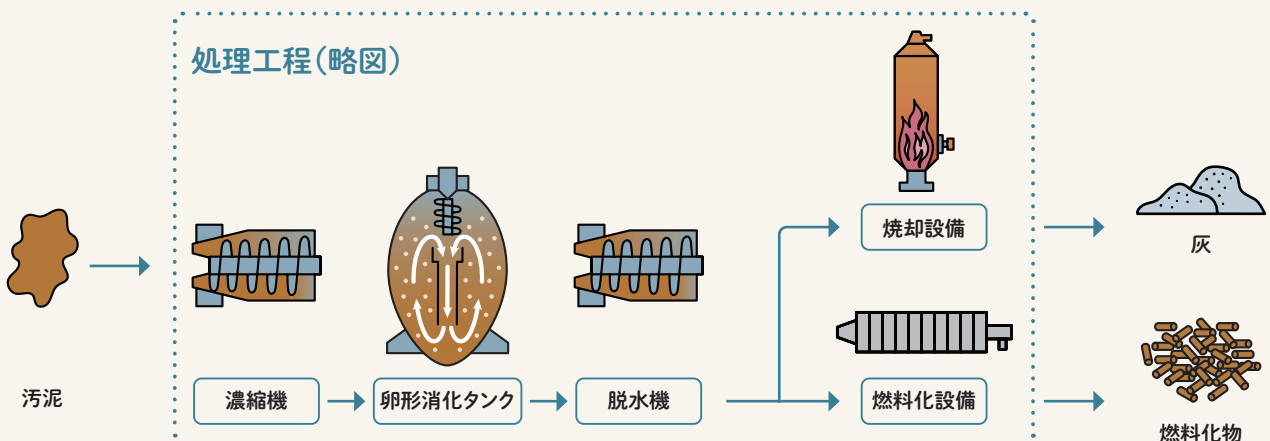 処理工程（略図）
汚泥
濃縮機
卵形消化タンク
脱水機
焼却設備
燃料化設備
灰
燃料化物